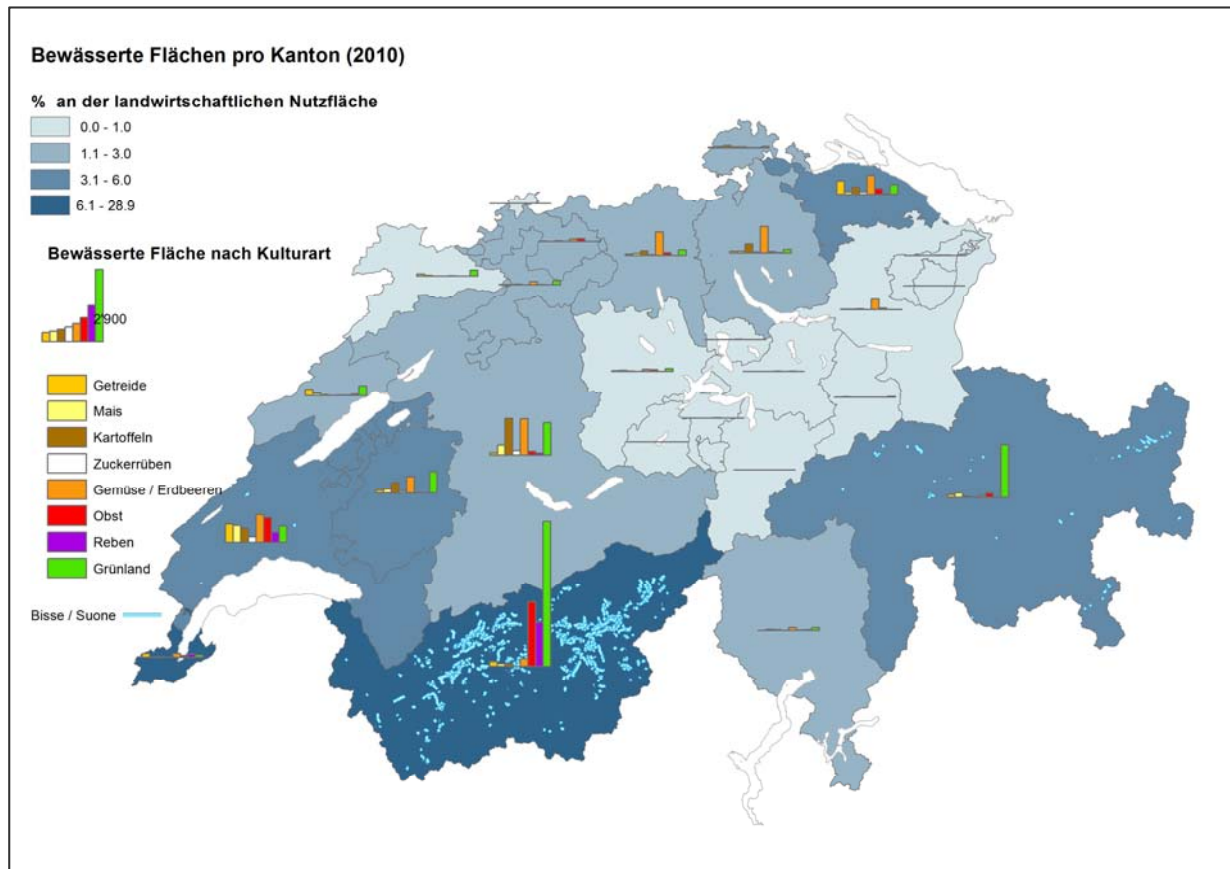 Bewässerte Flächen pro Kanton (2010)
% an der landwirtschaftlichen Nutzfläche
0.0 - 1.0
1.1 - 3.0
3.1 - 6.0
6.1 - 28.9
Bewässerte Fläche nach Kulturart
2'900
Getreide
Mais
Kartoffeln
Zuckerrüben
Gemüse / Erdbeeren
Obst
Reben
Grünland
Bisse / Suone